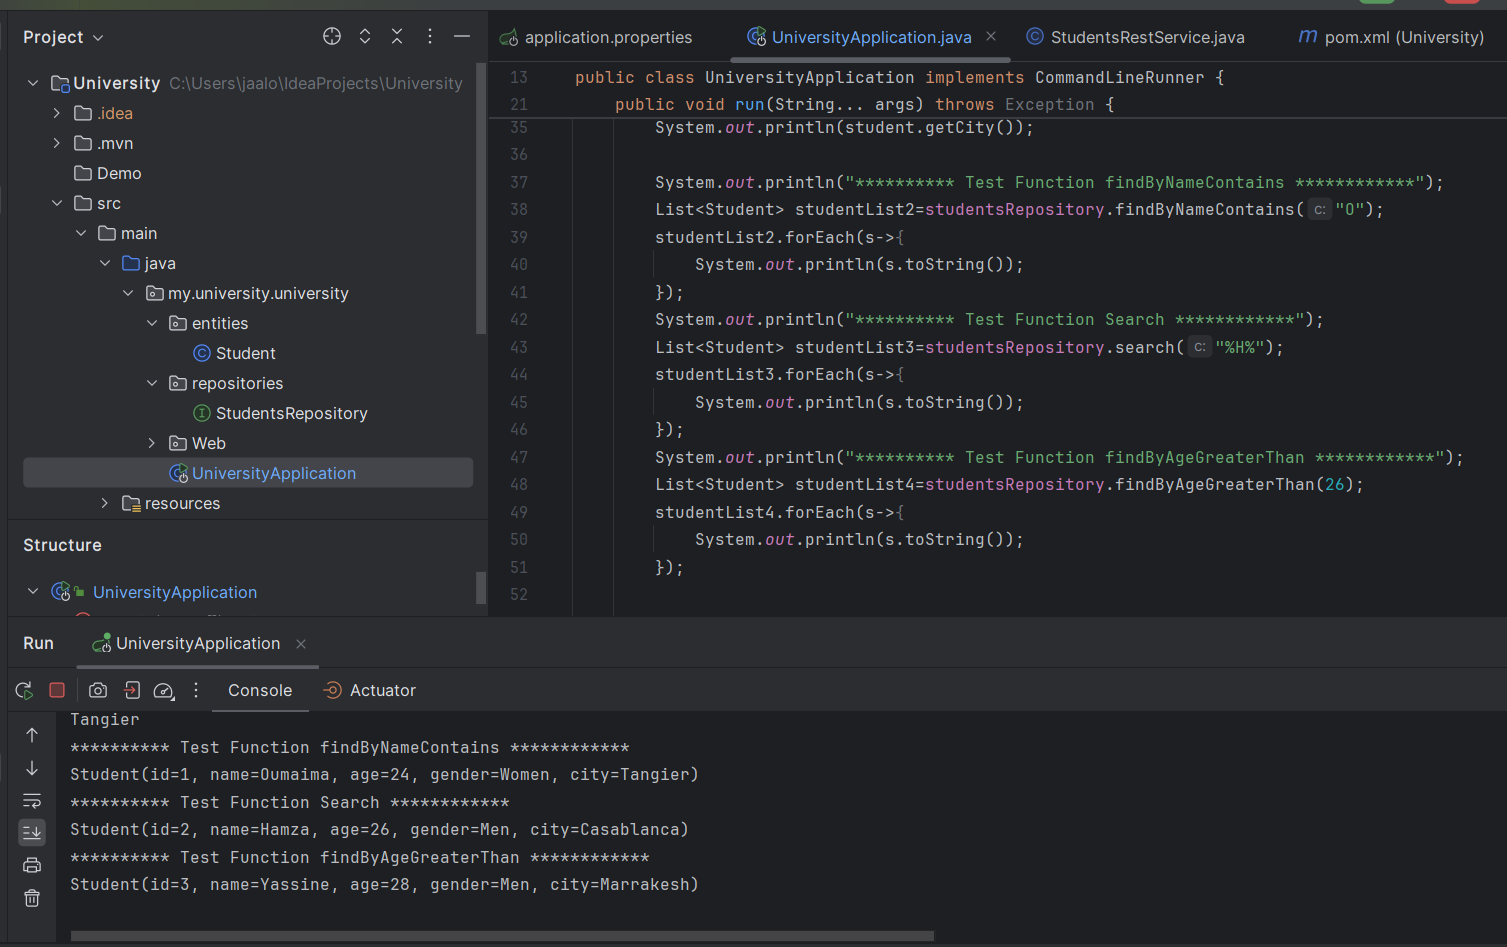 Project
University C:\Users\jaalo\IdeaProjects\University
.idea
.mvn
Demo
src
main
java
my.university.university
entities
Student
repositories
StudentsRepository
Web
UniversityApplication
resources
Structure
UniversityApplication
application.properties UniversityApplication.java StudentsRestService.java m pom.xml (University)
13 public class UniversityApplication implements CommandLineRunner {
21 public void run(String... args) throws Exception {
35 System.out.println(student.getCity());
36
37 System.out.println("********** Test Function findByNameContains ************");
38 List<Student> studentList2=studentsRepository.findByNameContains( c: "O");
39 studentList2.forEach(s->{
40 System.out.println(s.toString());
41 });
42 System.out.println("********** Test Function Search ************");
43 List<Student> studentList3=studentsRepository.search( c: "%H%");
44 studentList3.forEach(s->{
45 System.out.println(s.toString());
46 });
47 System.out.println("********** Test Function findByAgeGreaterThan ************");
48 List<Student> studentList4=studentsRepository.findByAgeGreaterThan(26);
49 studentList4.forEach(s->{
50 System.out.println(s.toString());
51 });
52
Run UniversityApplication
Console Actuator
Tangier
********** Test Function findByNameContains ************
Student(id=1, name=Oumaima, age=24, gender=Women, city=Tangier)
********** Test Function Search ************
Student(id=2, name=Hamza, age=26, gender=Men, city=Casablanca)
********** Test Function findByAgeGreaterThan ************
Student(id=3, name=Yassine, age=28, gender=Men, city=Marrakesh)